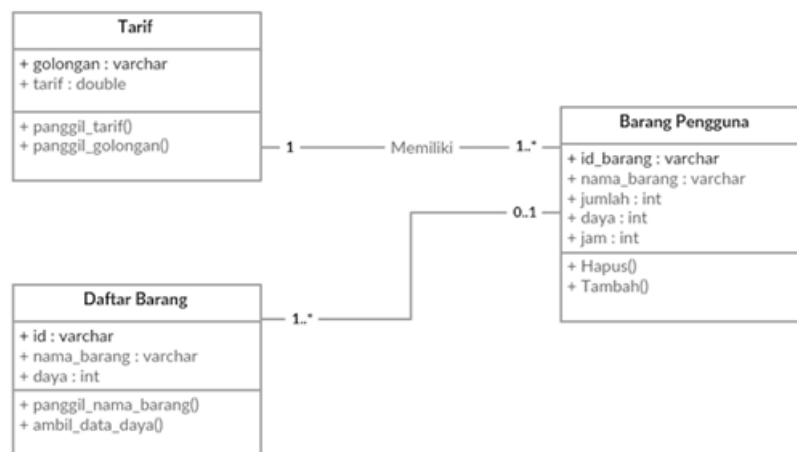 Tarif
+ golongan : varchar
+ tarif : double
+ panggil_tarif()
+ panggil_golongan()
1
Memiliki
1..*
Barang Pengguna
+ id_barang : varchar
+ nama_barang : varchar
+ jumlah : int
+ daya : int
+ jam : int
+ Hapus()
+ Tambah()
0..1
Daftar Barang
+ id : varchar
+ nama_barang : varchar
+ daya : int
+ panggil_nama_barang()
+ ambil_data_daya()
1..*